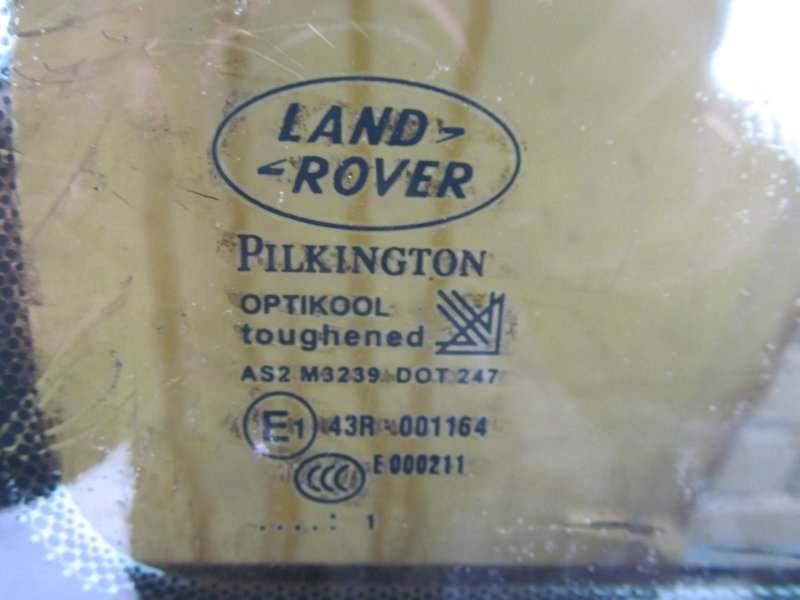 LAND
ROVER
PILKINGTON
OPTIKOOL
toughened
AS2 M3239 DOT 247
E1 43R-001164
CCC E000211
.....: 1